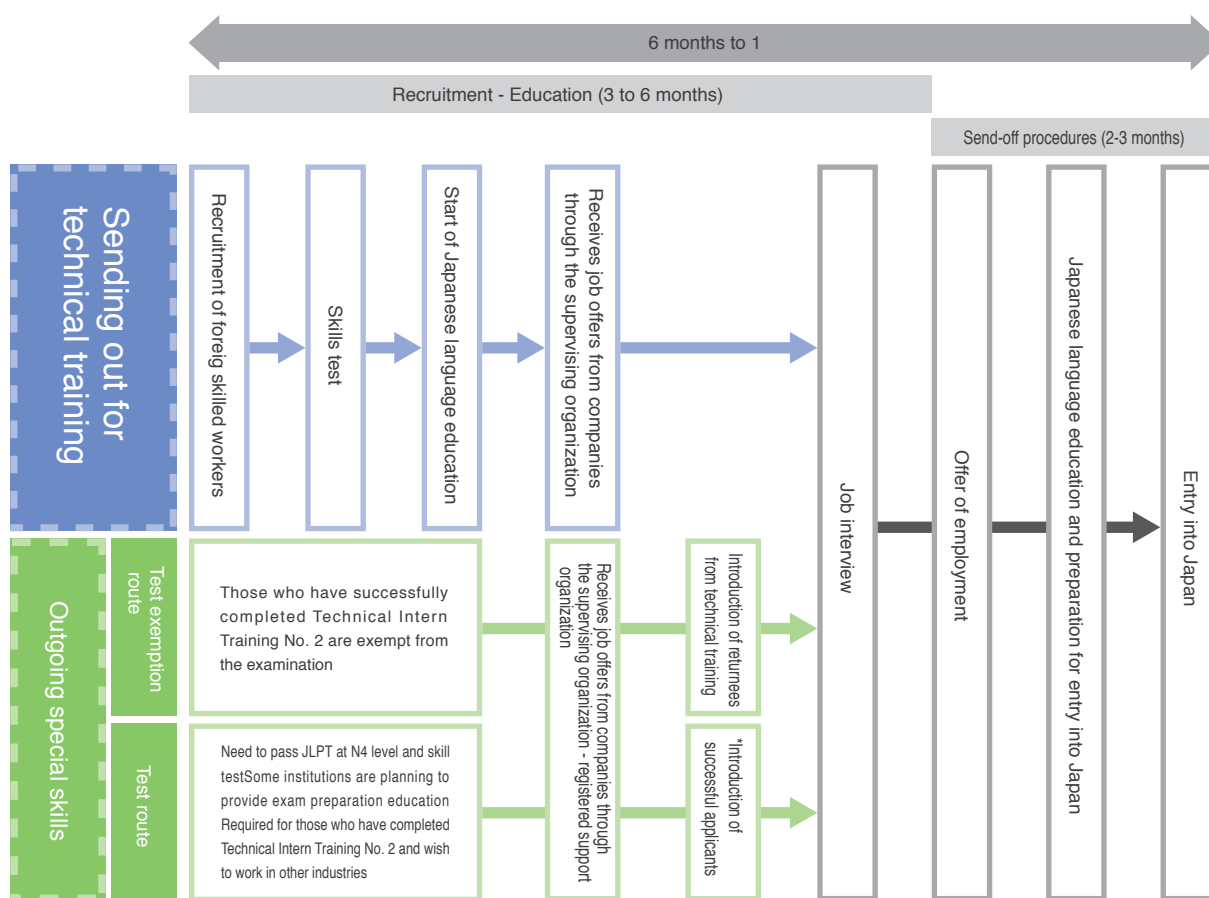 6 months to 1
Recruitment - Education (3 to 6 months)
Send-off procedures (2-3 months)
Sending out for
technical training
Recruitment of foreig skilled workers
Skills test
Start of Japanese language education
Receives job offers from companies
through the supervising organization
Job interview
Offer of employment
Japanese language education and preparation for entry into Japan
Entry into Japan
Outgoing special skills
Test exemption
route
Those who have successfully
completed Technical Intern
Training No. 2 are exempt from
the examination
Receives job offers from companies through
the supervising organization - registered support
organization
Introduction of returnees
from technical training
Test route
Need to pass JLPT at N4 level and skill
testSome institutions are planning to
provide exam preparation education
Required for those who have completed
Technical Intern Training No. 2 and wish
to work in other industries
*Introduction of
successful applicants